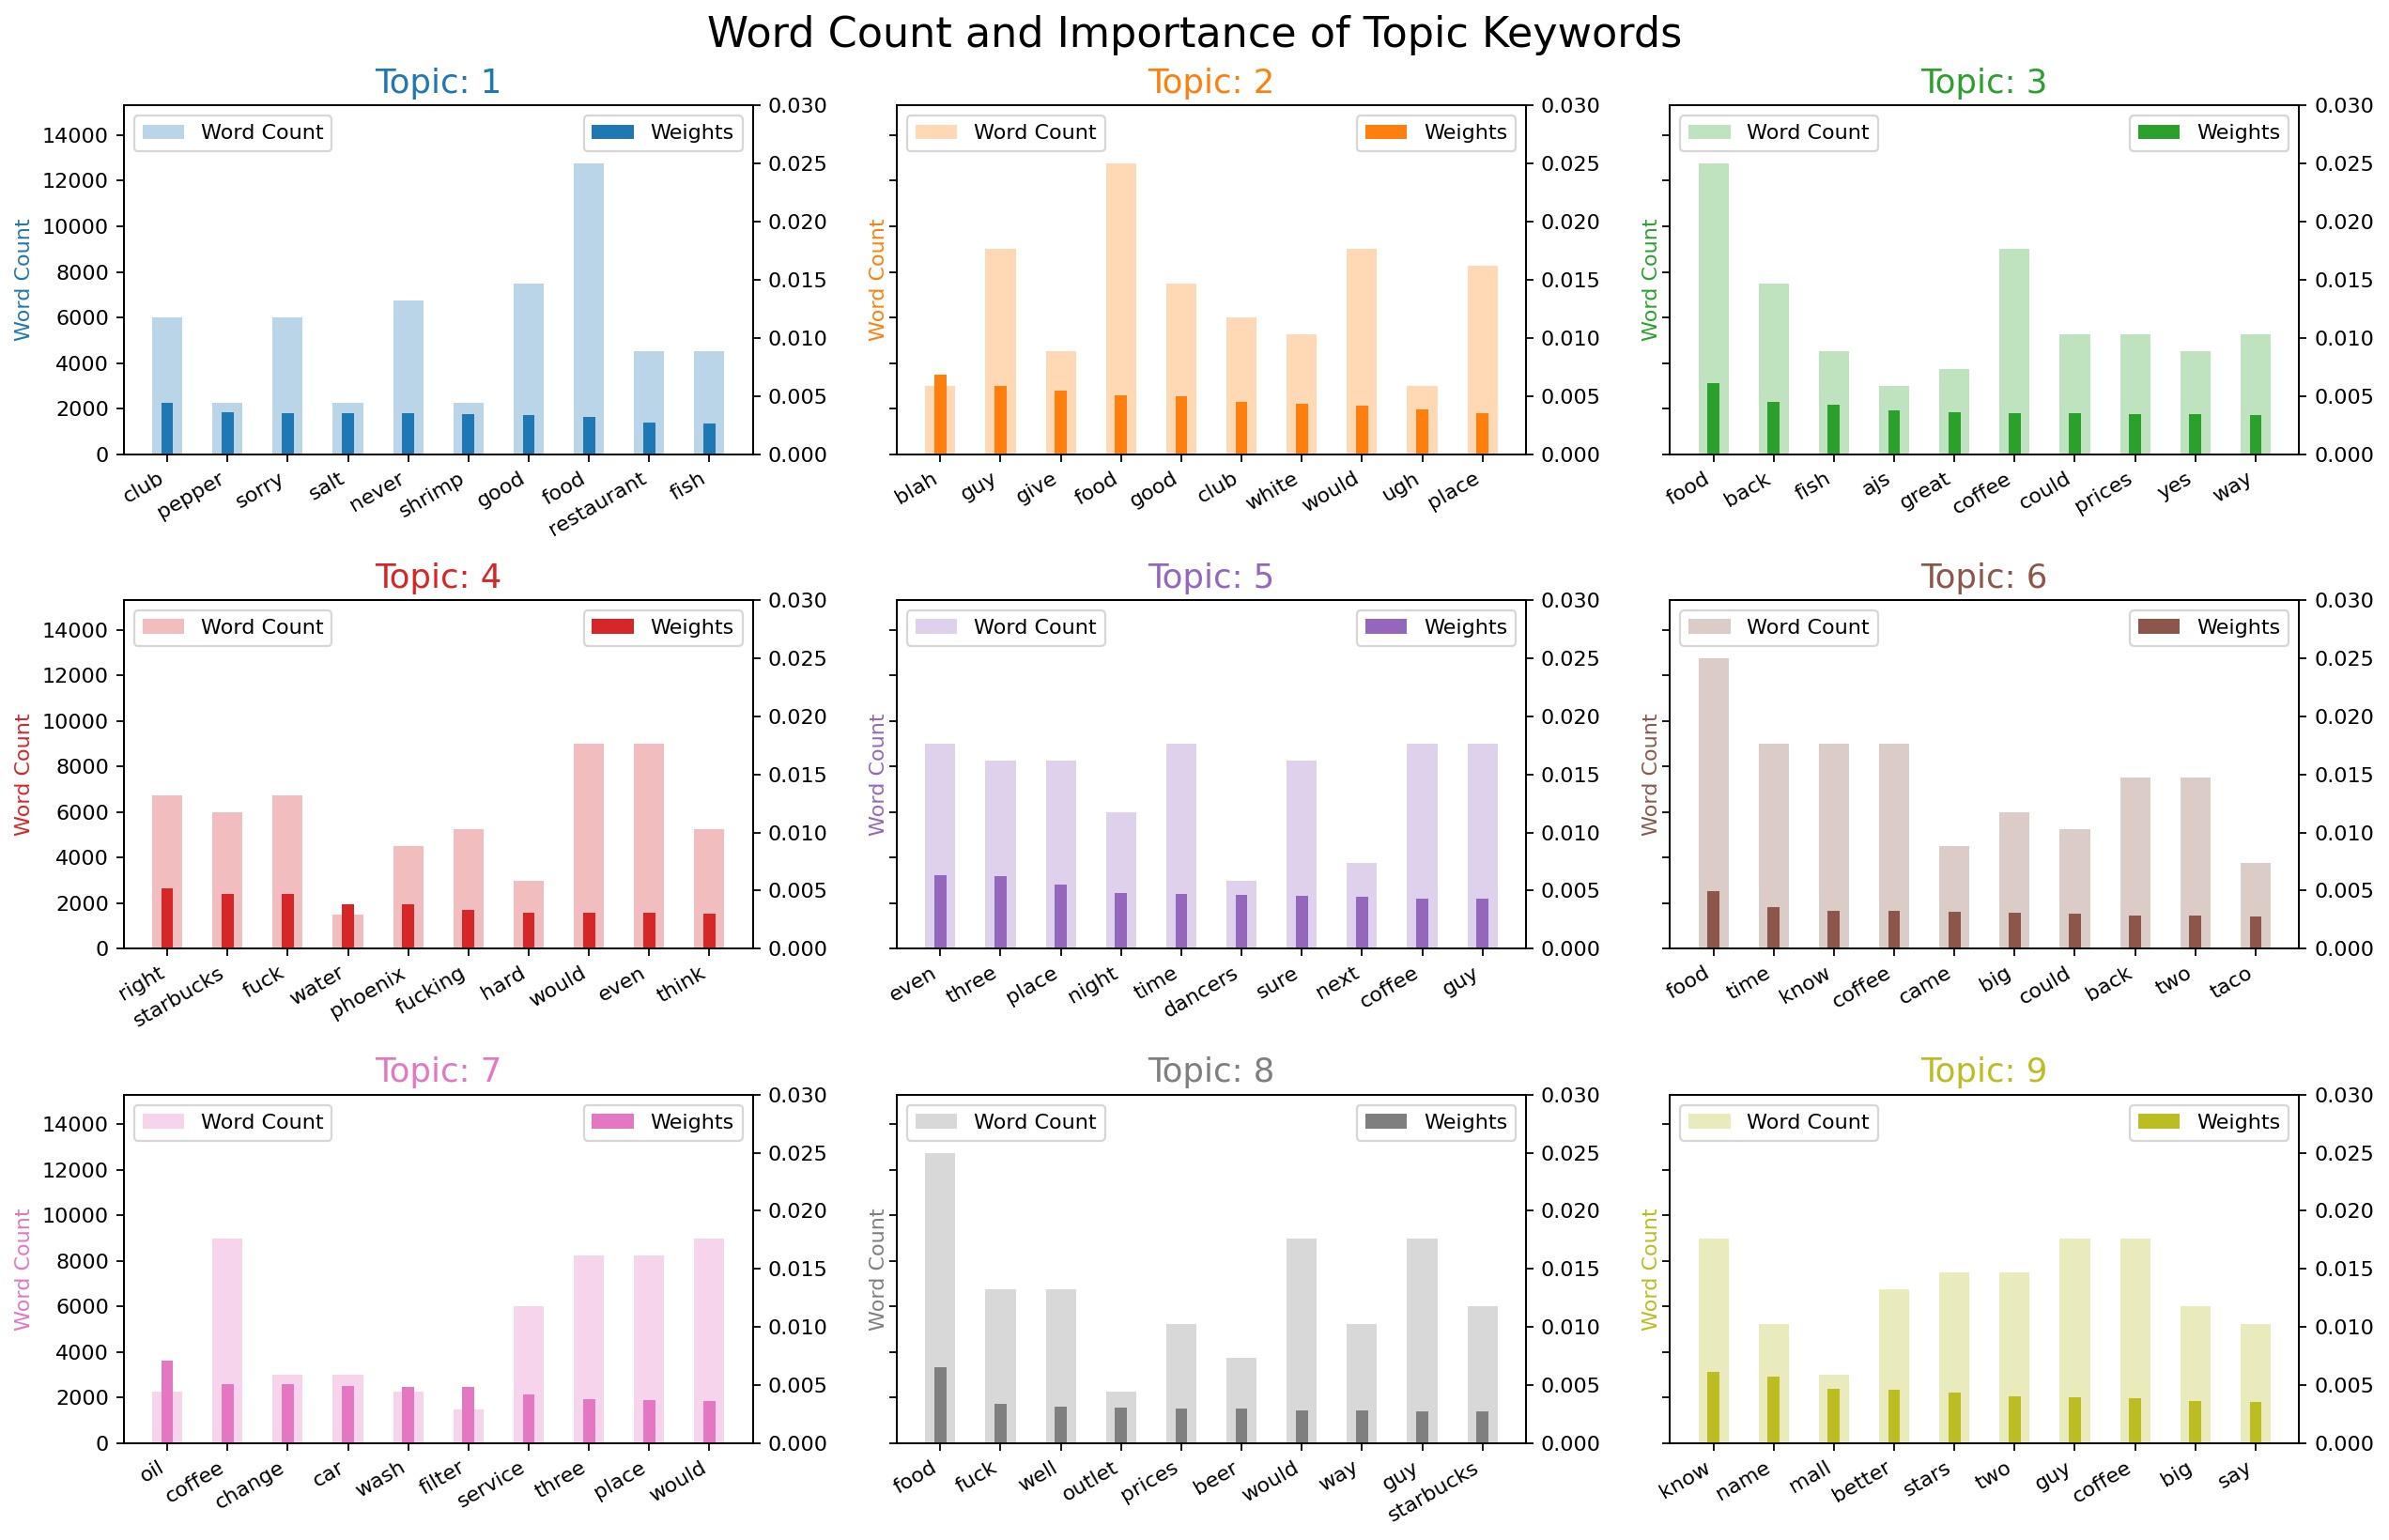 Word Count and Importance of Topic Keywords
Topic: 1
Word Count
Weights
Word Count
14000
12000
10000
8000
6000
4000
2000
0
0.030
0.025
0.020
0.015
0.010
0.005
0.000
club
pepper
sorry
salt
never
shrimp
good
food
restaurant
fish
Topic: 2
Word Count
Weights
Word Count
0.030
0.025
0.020
0.015
0.010
0.005
0.000
blah
guy
give
food
good
club
white
would
ugh
place
Topic: 3
Word Count
Weights
Word Count
0.030
0.025
0.020
0.015
0.010
0.005
0.000
food
back
fish
ajs
great
coffee
could
prices
yes
way
Topic: 4
Word Count
Weights
Word Count
14000
12000
10000
8000
6000
4000
2000
0
0.030
0.025
0.020
0.015
0.010
0.005
0.000
right
starbucks
fuck
water
phoenix
fucking
hard
would
even
think
Topic: 5
Word Count
Weights
Word Count
0.030
0.025
0.020
0.015
0.010
0.005
0.000
even
three
place
night
time
dancers
sure
next
coffee
guy
Topic: 6
Word Count
Weights
Word Count
0.030
0.025
0.020
0.015
0.010
0.005
0.000
food
time
know
coffee
came
big
could
back
two
taco
Topic: 7
Word Count
Weights
Word Count
14000
12000
10000
8000
6000
4000
2000
0
0.030
0.025
0.020
0.015
0.010
0.005
0.000
oil
coffee
change
car
wash
filter
service
three
place
would
Topic: 8
Word Count
Weights
Word Count
0.030
0.025
0.020
0.015
0.010
0.005
0.000
food
fuck
well
outlet
prices
beer
would
way
guy
starbucks
Topic: 9
Word Count
Weights
Word Count
0.030
0.025
0.020
0.015
0.010
0.005
0.000
know
name
mall
better
stars
two
guy
coffee
big
say